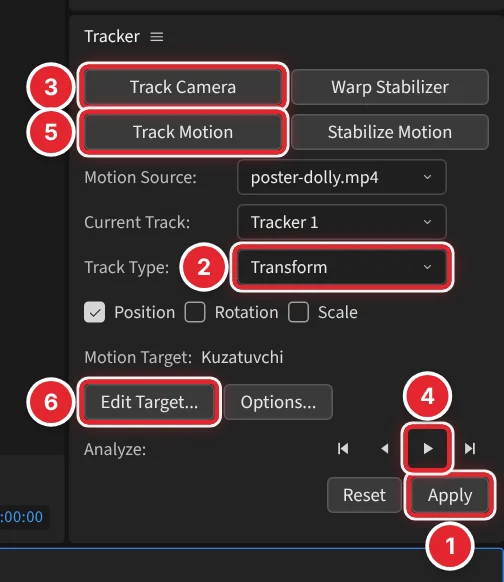 Tracker
3 Track Camera Warp Stabilizer
5 Track Motion Stabilize Motion
Motion Source: poster-dolly.mp4
Current Track: Tracker 1
Track Type: 2 Transform
Position Rotation Scale
Motion Target: Kuzatuvchi
6 Edit Target... Options... 4
Analyze:
Reset Apply
:00:00
1